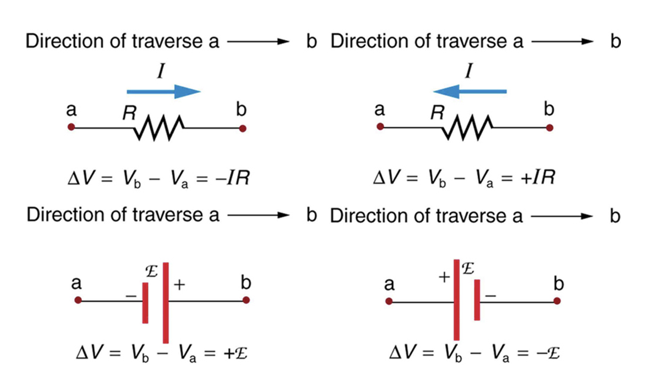 Direction of traverse a ⟶ b Direction of traverse a ⟶ b
I I
a R b a R b
ΔV = Vb − Va = −IR ΔV = Vb − Va = +IR
Direction of traverse a ⟶ b Direction of traverse a ⟶ b
a − ℰ + b a + ℰ − b
ΔV = Vb − Va = +ℰ ΔV = Vb − Va = −ℰ